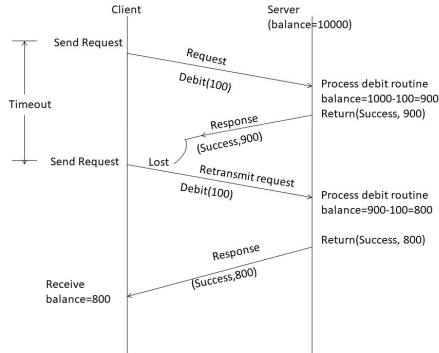 Client
Server
(balance=10000)
Send Request
Request
Debit(100)
Timeout
Process debit routine
balance=1000-100=900
Return(Success, 900)
Response
(Success,900)
Lost
Send Request
Retransmit request
Debit(100)
Process debit routine
balance=900-100=800
Return(Success, 800)
Response
(Success,800)
Receive
balance=800